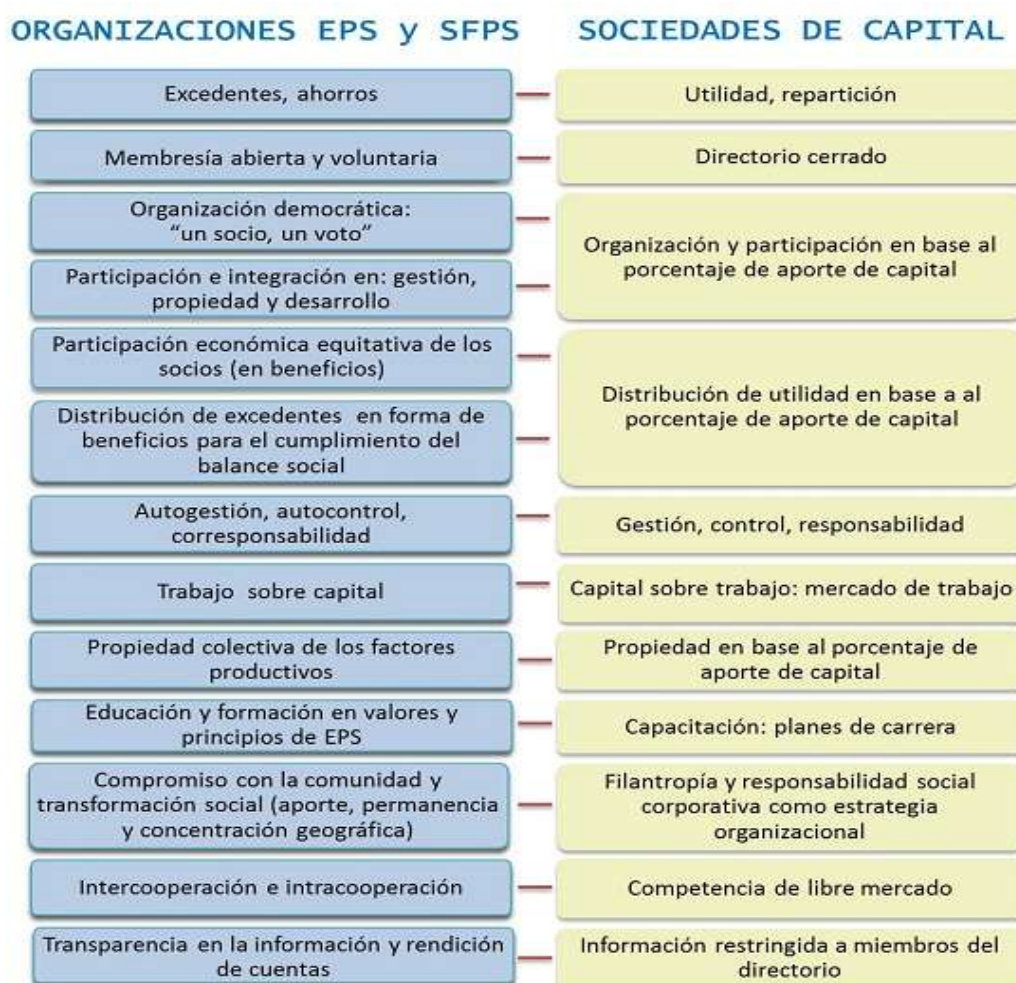 ORGANIZACIONES EPS y SFPS
SOCIEDADES DE CAPITAL
Excedentes, ahorros
Utilidad, repartición
Membresía abierta y voluntaria
Directorio cerrado
Organización democrática:
“un socio, un voto”
Participación e integración en: gestión,
propiedad y desarrollo
Organización y participación en base al
porcentaje de aporte de capital
Participación económica equitativa de los
socios (en beneficios)
Distribución de excedentes en forma de
beneficios para el cumplimiento del
balance social
Distribución de utilidad en base a al
porcentaje de aporte de capital
Autogestión, autocontrol,
corresponsabilidad
Gestión, control, responsabilidad
Trabajo sobre capital
Capital sobre trabajo: mercado de trabajo
Propiedad colectiva de los factores
productivos
Propiedad en base al porcentaje de
aporte de capital
Educación y formación en valores y
principios de EPS
Capacitación: planes de carrera
Compromiso con la comunidad y
transformación social (aporte, permanencia
y concentración geográfica)
Filantropía y responsabilidad social
corporativa como estrategia
organizacional
Intercooperación e intracooperación
Competencia de libre mercado
Transparencia en la información y rendición
de cuentas
Información restringida a miembros del
directorio